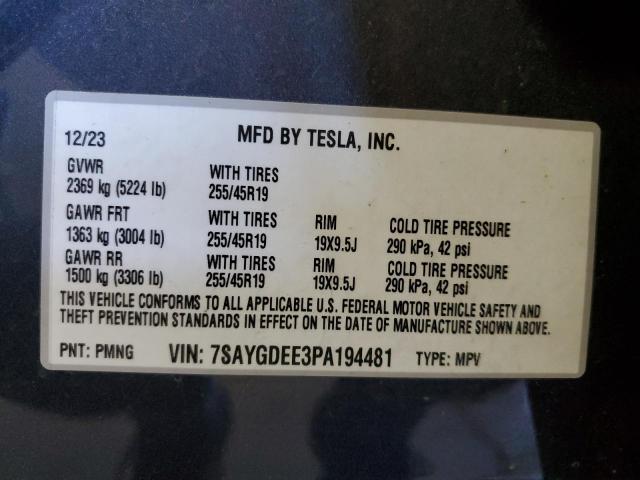 12/23 MFD BY TESLA, INC.
GVWR WITH TIRES
2369 kg (5224 lb) 255/45R19
GAWR FRT WITH TIRES RIM COLD TIRE PRESSURE
1363 kg (3004 lb) 255/45R19 19X9.5J 290 kPa, 42 psi
GAWR RR WITH TIRES RIM COLD TIRE PRESSURE
1500 kg (3306 lb) 255/45R19 19X9.5J 290 kPa, 42 psi
THIS VEHICLE CONFORMS TO ALL APPLICABLE U.S. FEDERAL MOTOR VEHICLE SAFETY AND
THEFT PREVENTION STANDARDS IN EFFECT ON THE DATE OF MANUFACTURE SHOWN ABOVE.
PNT: PMNG VIN: 7SAYGDEE3PA194481 TYPE: MPV